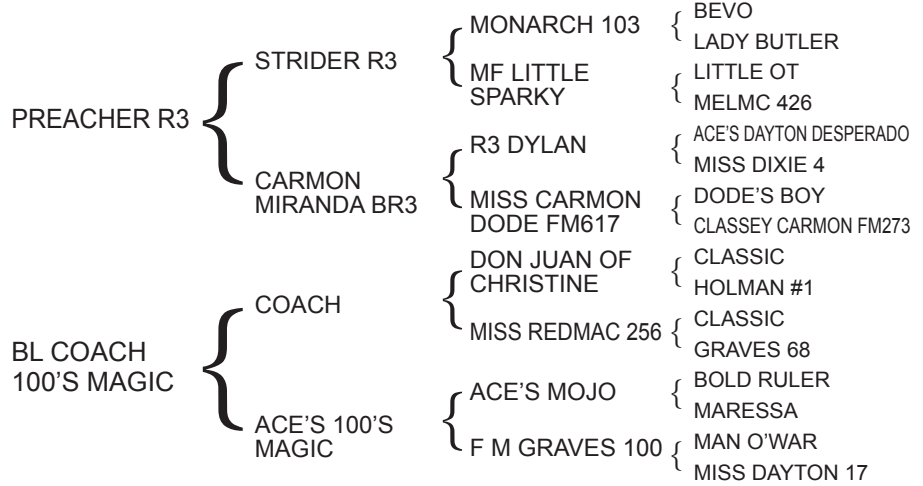 PREACHER R3
STRIDER R3
MONARCH 103
BEVO
LADY BUTLER
MF LITTLE
SPARKY
LITTLE OT
MELMC 426
CARMON
MIRANDA BR3
R3 DYLAN
ACE'S DAYTON DESPERADO
MISS DIXIE 4
MISS CARMON
DODE FM617
DODE'S BOY
CLASSEY CARMON FM273
BL COACH
100'S MAGIC
COACH
DON JUAN OF
CHRISTINE
CLASSIC
HOLMAN #1
MISS REDMAC 256
CLASSIC
GRAVES 68
ACE'S 100'S
MAGIC
ACE'S MOJO
BOLD RULER
MARESSA
F M GRAVES 100
MAN O'WAR
MISS DAYTON 17